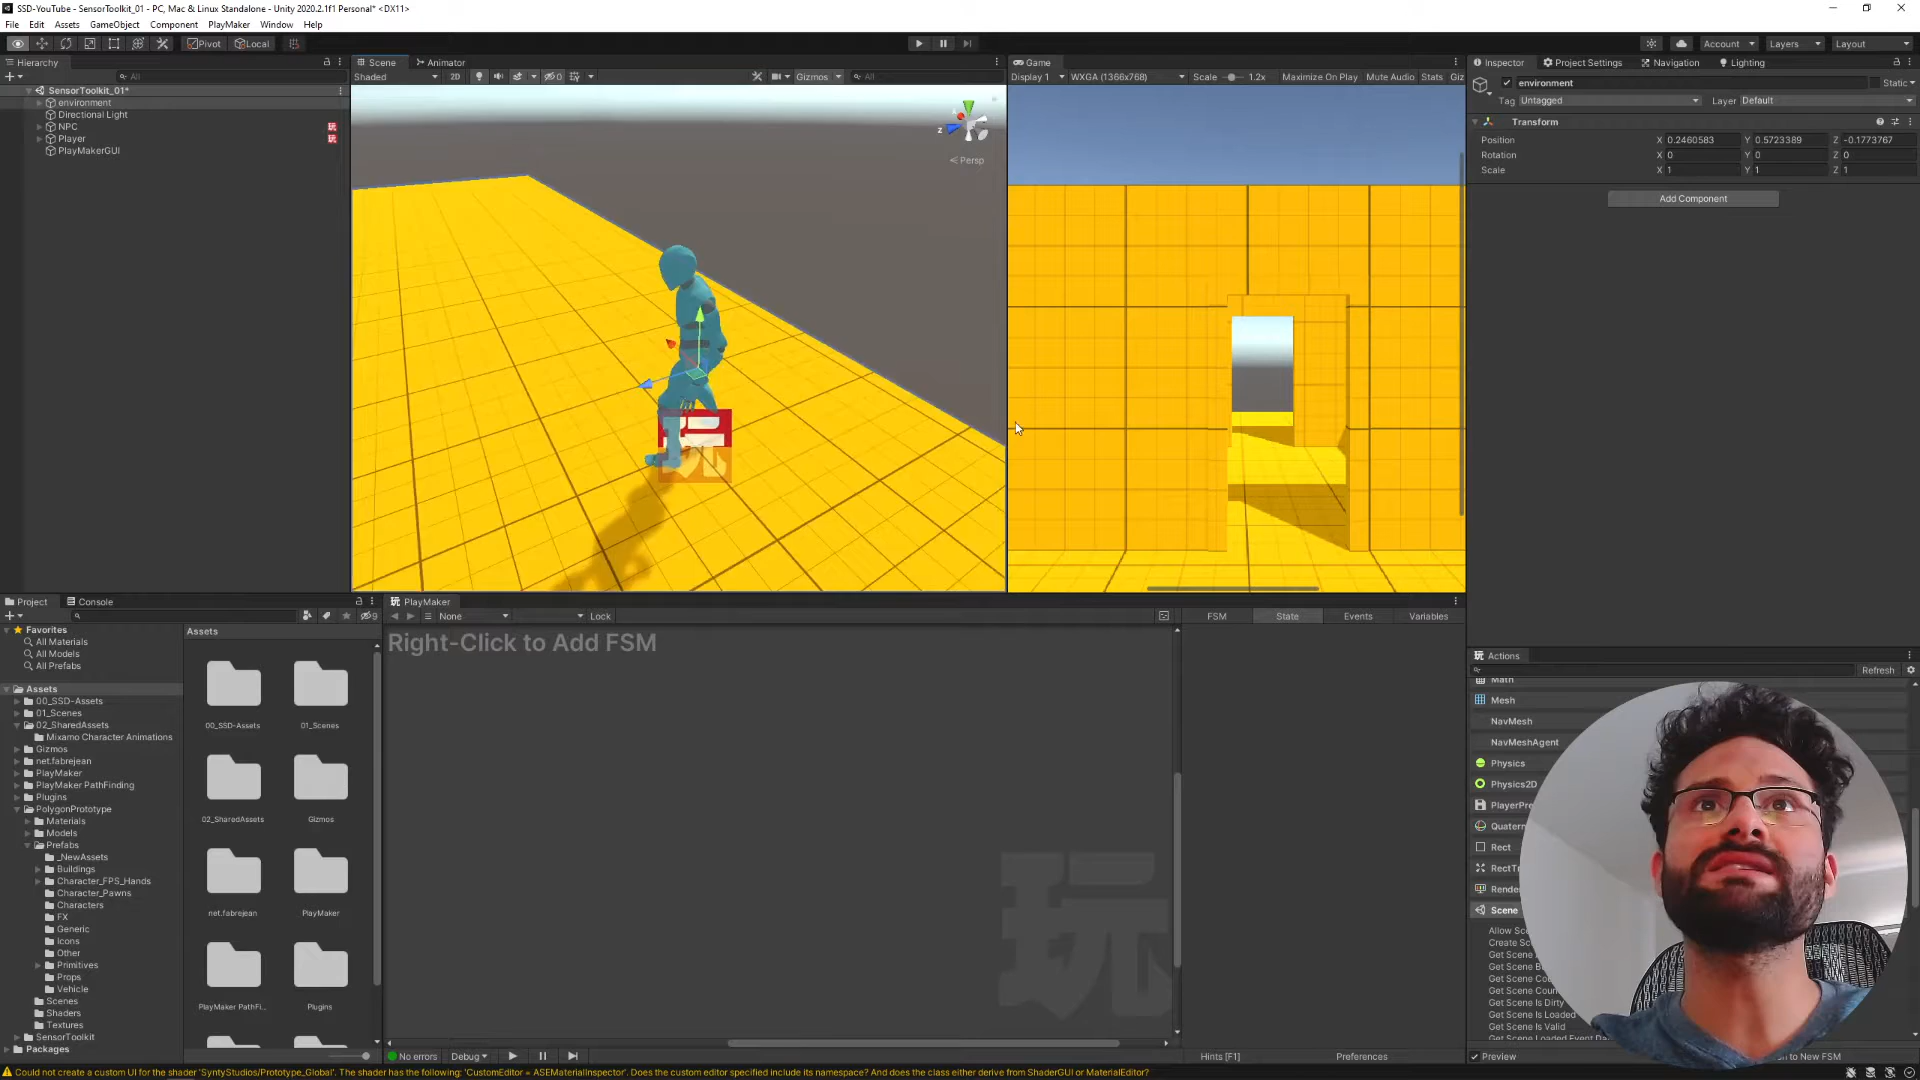 SSD-YouTube - SensorToolkit_01 - PC, Mac & Linux Standalone - Unity 2020.2.1f1 Personal* <DX11>
File Edit Assets GameObject Component PlayMaker Window Help
Pivot Local Account Layers Layout
Hierarchy Scene Animator Game Inspector Project Settings Navigation Lighting
All Shaded 2D 0 Gizmos All Display 1 WXGA (1366x768) Scale 1.2x Maximize On Play Mute Audio Stats Giz environment Static
SensorToolkit_01*
Tag Untagged Layer Default
environment
Directional Light
NPC 玩
Player 玩
PlayMakerGUI
Transform
Position X 0.2460583 Y 0.5723389 Z -0.1773767
Rotation X 0 Y 0 Z 0
Scale X 1 Y 1 Z 1
Add Component
z
Persp
玩
Project Console
9
Favorites
All Materials
All Models
All Prefabs
Assets
00_SSD-Assets
01_Scenes
02_SharedAssets
Mixamo Character Animations
Gizmos
net.fabrejean
PlayMaker
PlayMaker PathFinding
Plugins
PolygonPrototype
Materials
Models
Prefabs
_NewAssets
Buildings
Character_FPS_Hands
Character_Pawns
Characters
FX
Generic
Icons
Other
Primitives
Props
Vehicle
Scenes
Shaders
Textures
SensorToolkit
Packages
Assets
00_SSD-Assets 01_Scenes
02_SharedAssets Gizmos
net.fabrejean PlayMaker
PlayMaker PathFi... Plugins
玩 PlayMaker
None Lock FSM State Events Variables
Right-Click to Add FSM
玩
No errors Debug Hints [F1] Preferences
玩 Actions
Refresh
Math
Mesh
NavMesh
NavMeshAgent
Physics
Physics2D
PlayerPre
Quatern
Rect
RectTr
Rende
Scene
Allow Sce
Create Sc
Get Scene
Get Scene B
Get Scene Cou
Get Scene Coun
Get Scene Is Dirty
Get Scene Is Loaded
Get Scene Is Valid
Get Scene Loaded Event Da
Preview n to New FSM
Could not create a custom UI for the shader 'SyntyStudios/Prototype_Global'. The shader has the following: 'CustomEditor = ASEMaterialInspector'. Does the custom editor specified include its namespace? And does the class either derive from ShaderGUI or MaterialEditor?